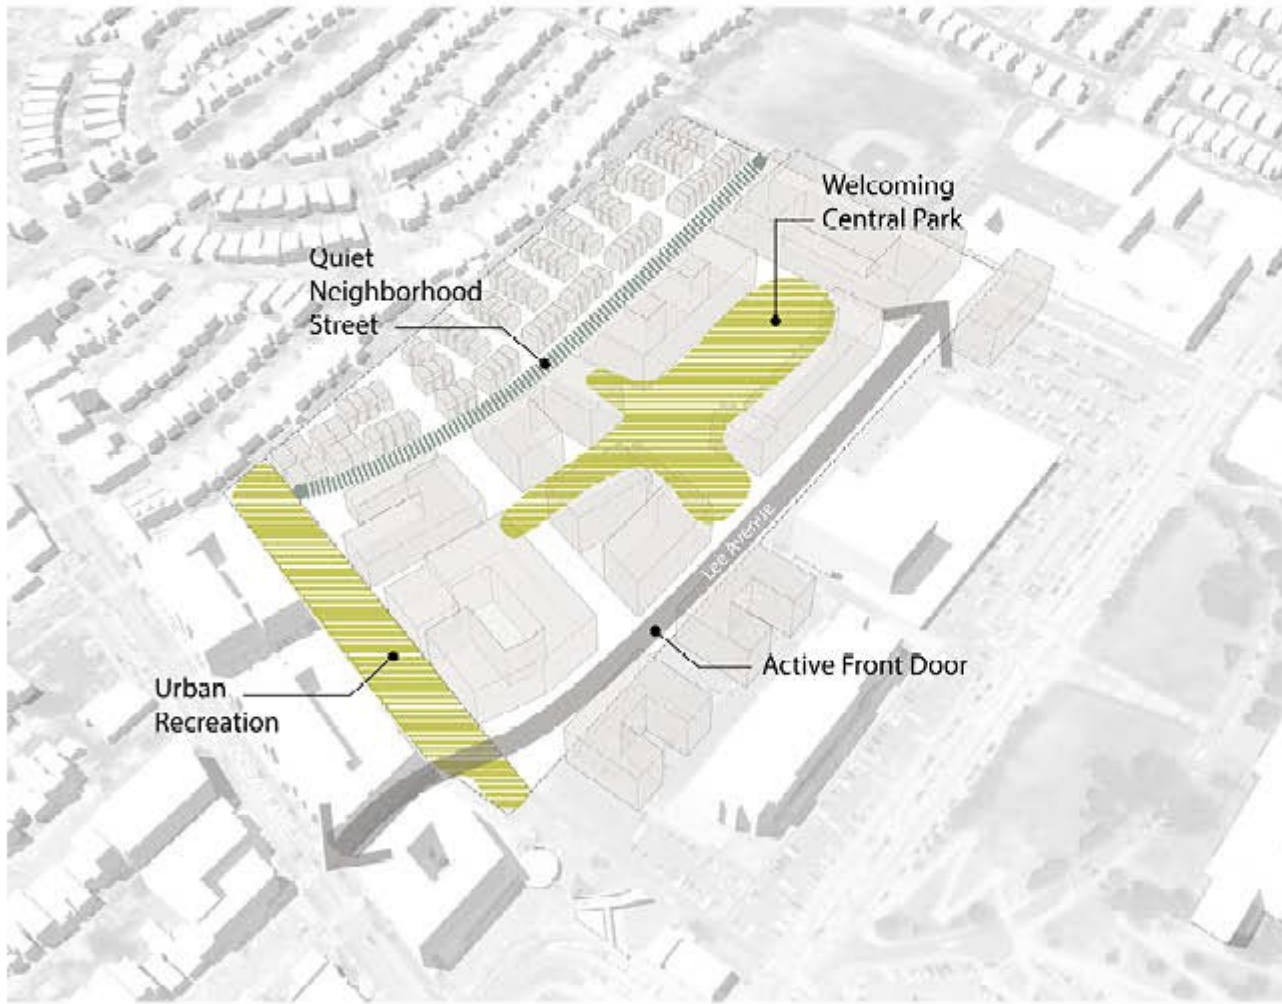 Welcoming
Central Park
Quiet
Neighborhood
Street
Lee Avenue
Active Front Door
Urban
Recreation